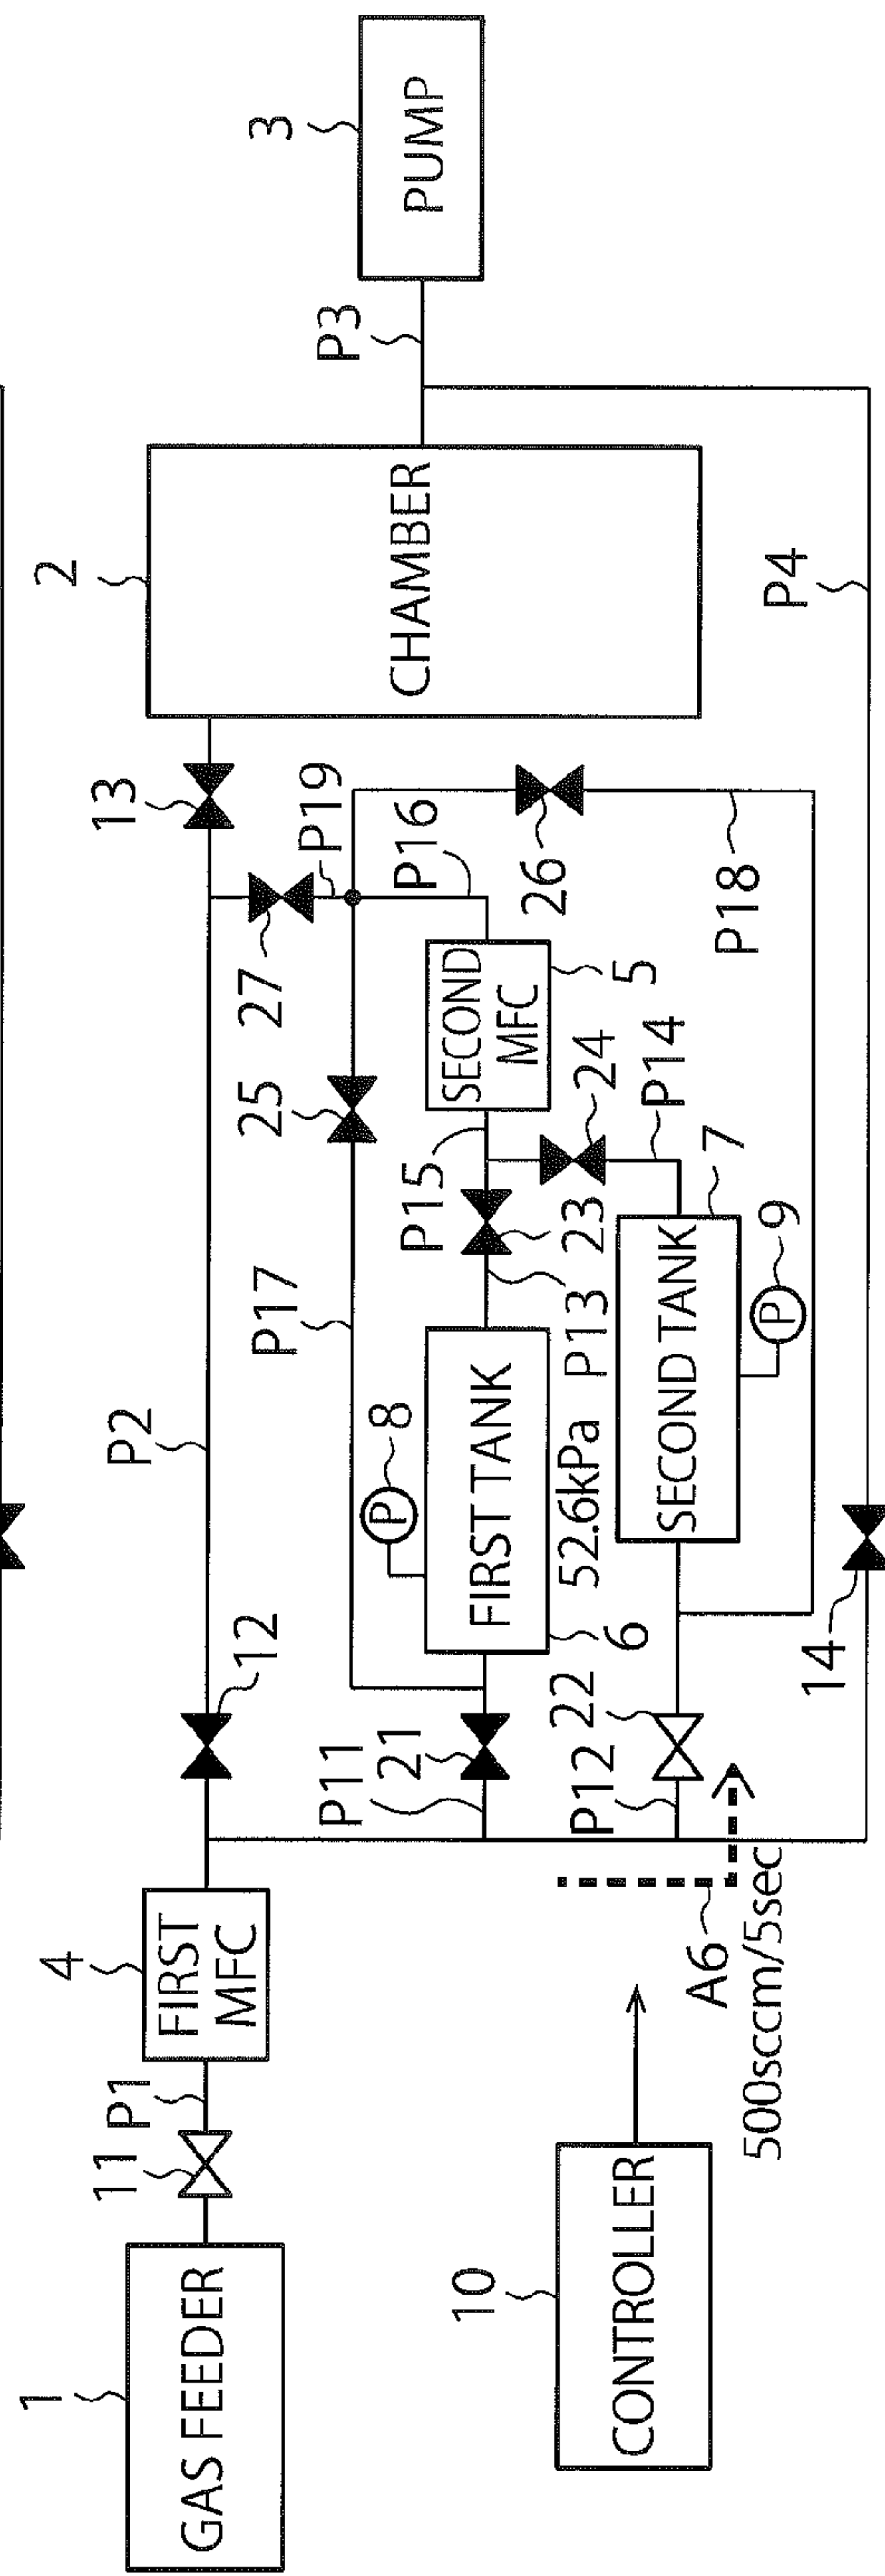 1
GAS FEEDER
11
P1
4
FIRST
MFC
12
P2
13
2
CHAMBER
P3
3
PUMP
27
P19
P17
25
P16
8
P
FIRST TANK
6
52.6kPa
P11
21
P13
23
P15
SECOND
MFC
5
26
P18
24
P14
P12
22
SECOND TANK
7
P
9
14
P4
10
CONTROLLER
A6
500sccm/5sec